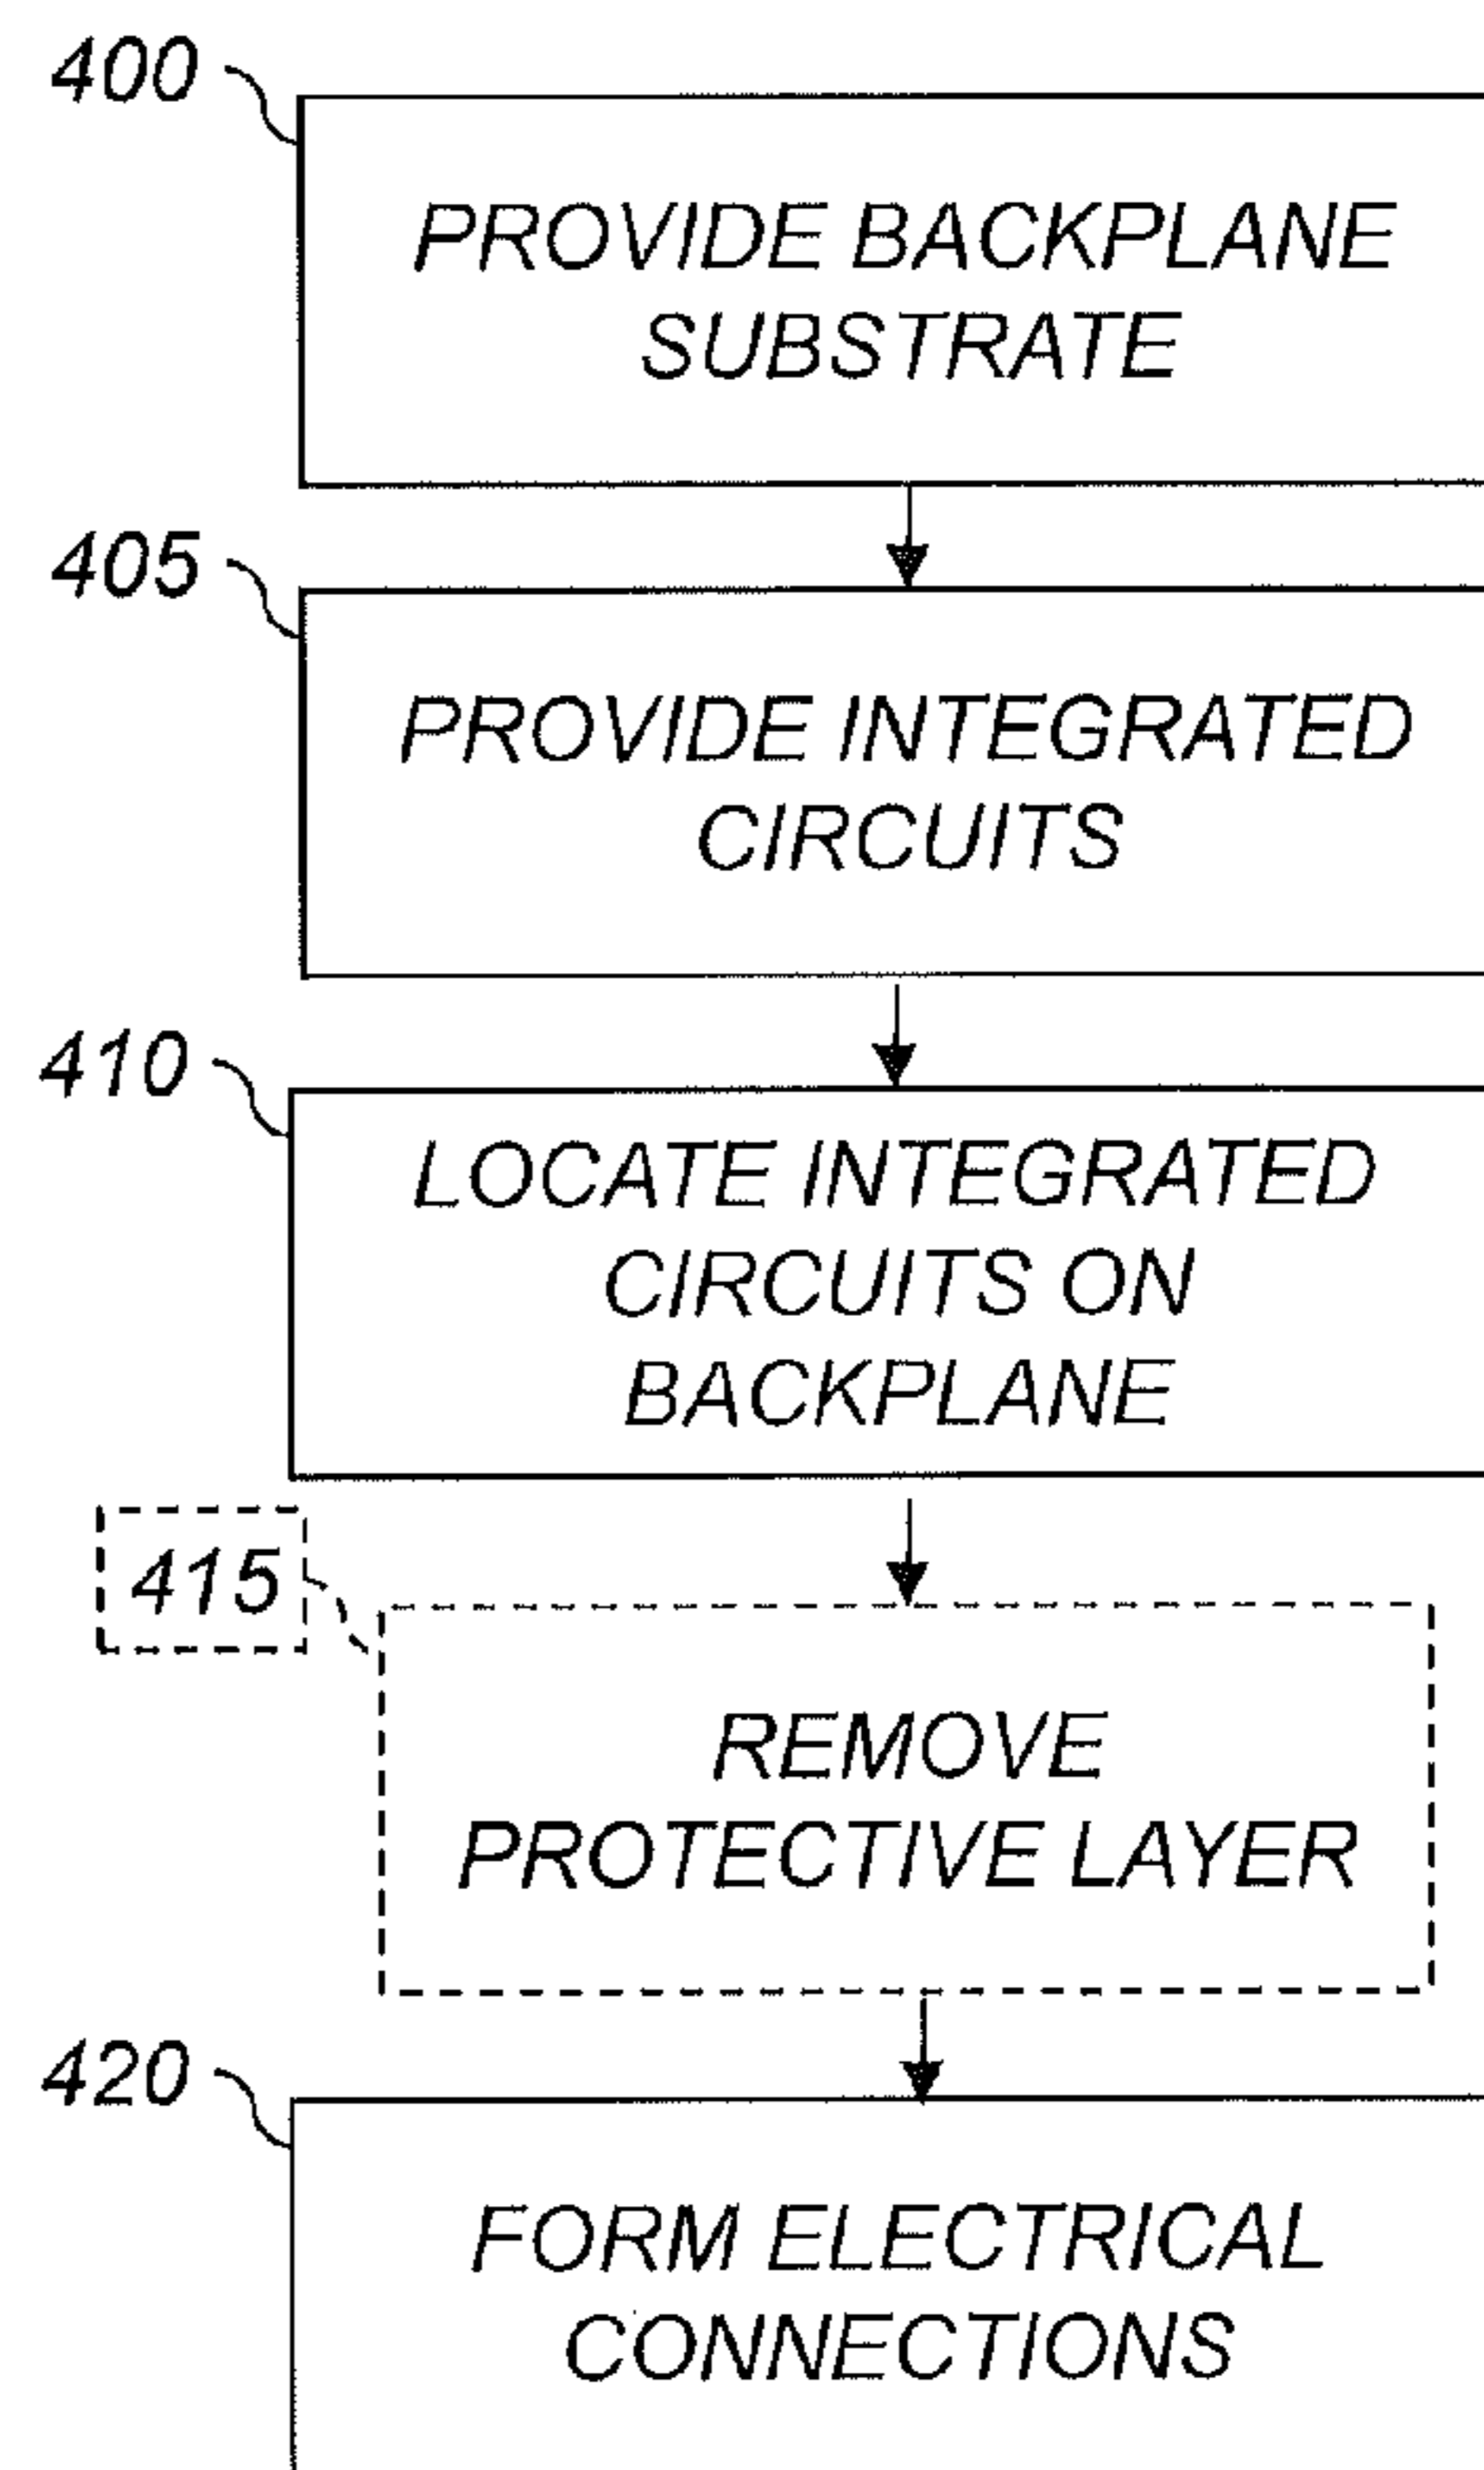 400
PROVIDE BACKPLANE
SUBSTRATE
405
PROVIDE INTEGRATED
CIRCUITS
410
LOCATE INTEGRATED
CIRCUITS ON
BACKPLANE
415
REMOVE
PROTECTIVE LAYER
420
FORM ELECTRICAL
CONNECTIONS